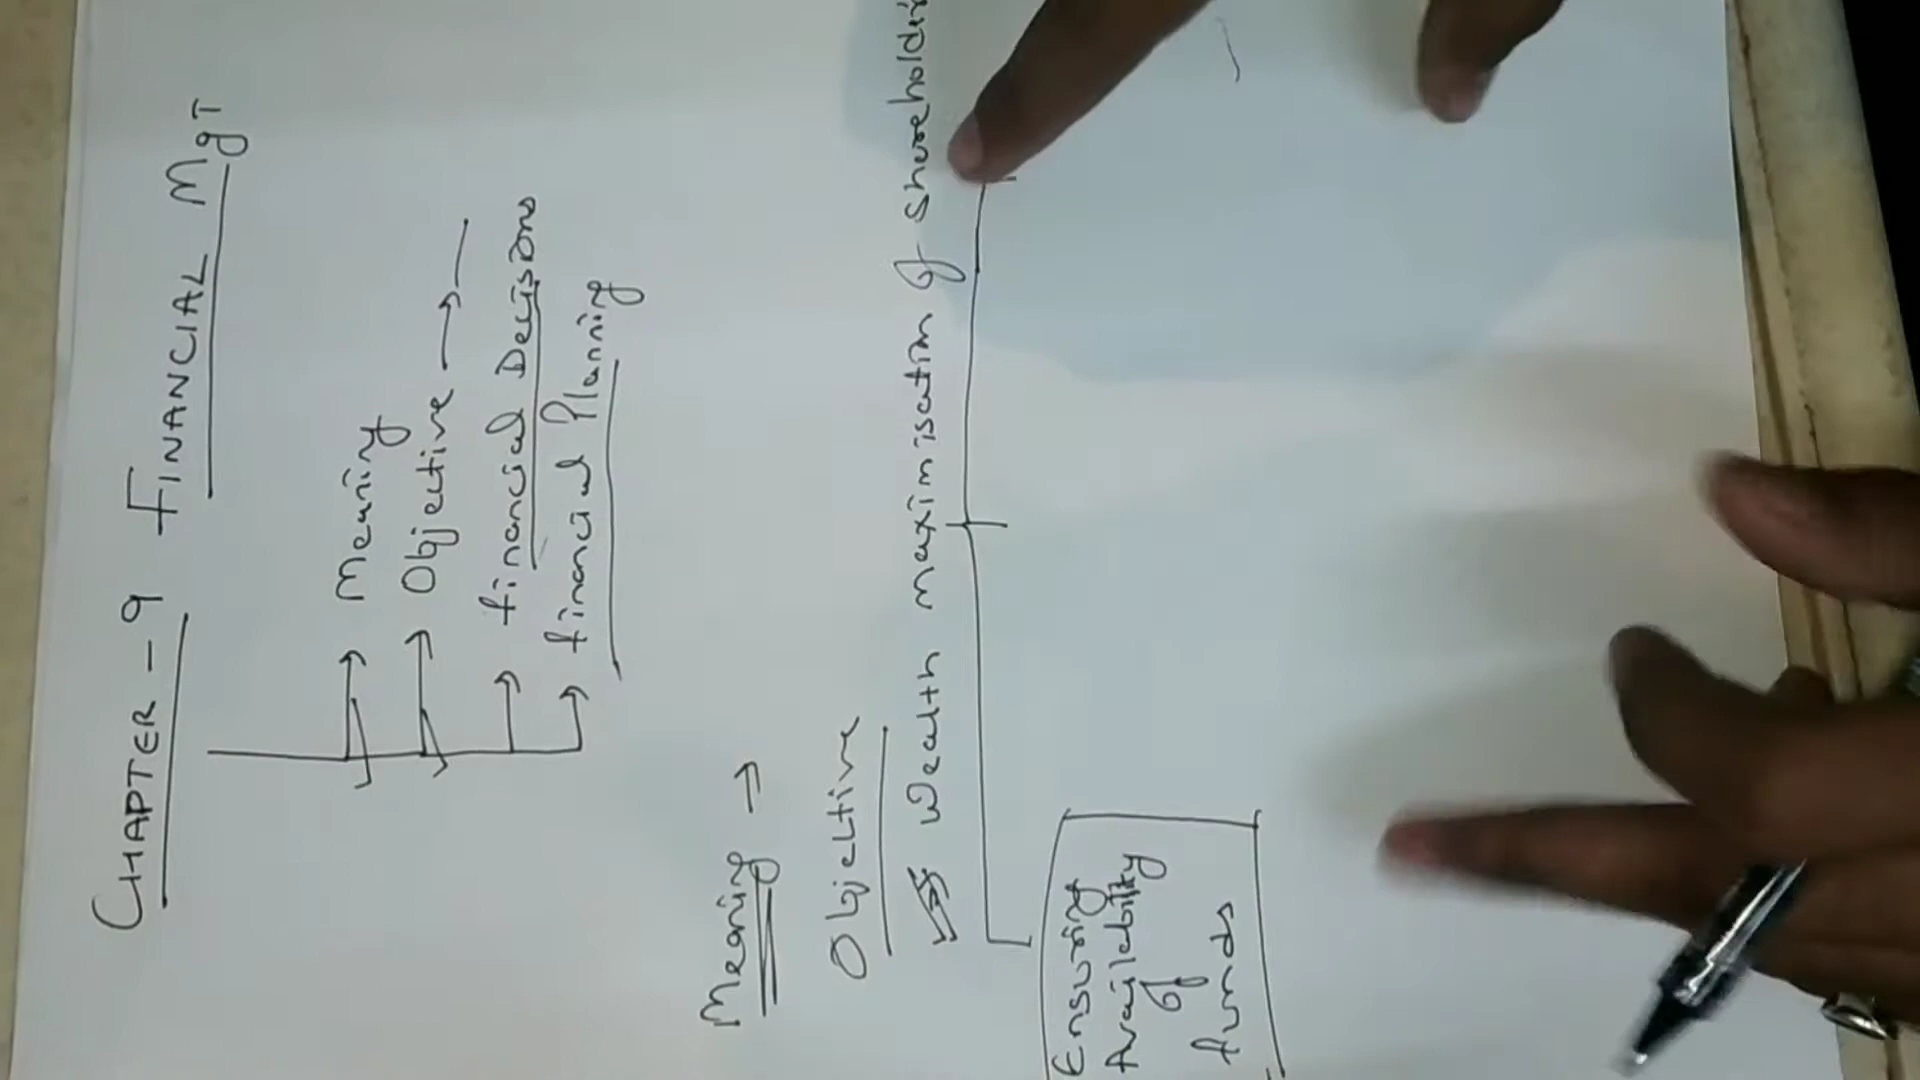 CHAPTER - 9 FINANCIAL MgT
Meaning
Objective
financial Decisions
financial Planning
Meaning
Objective
Wealth maximisation of
Ensuring
Availability
of
funds